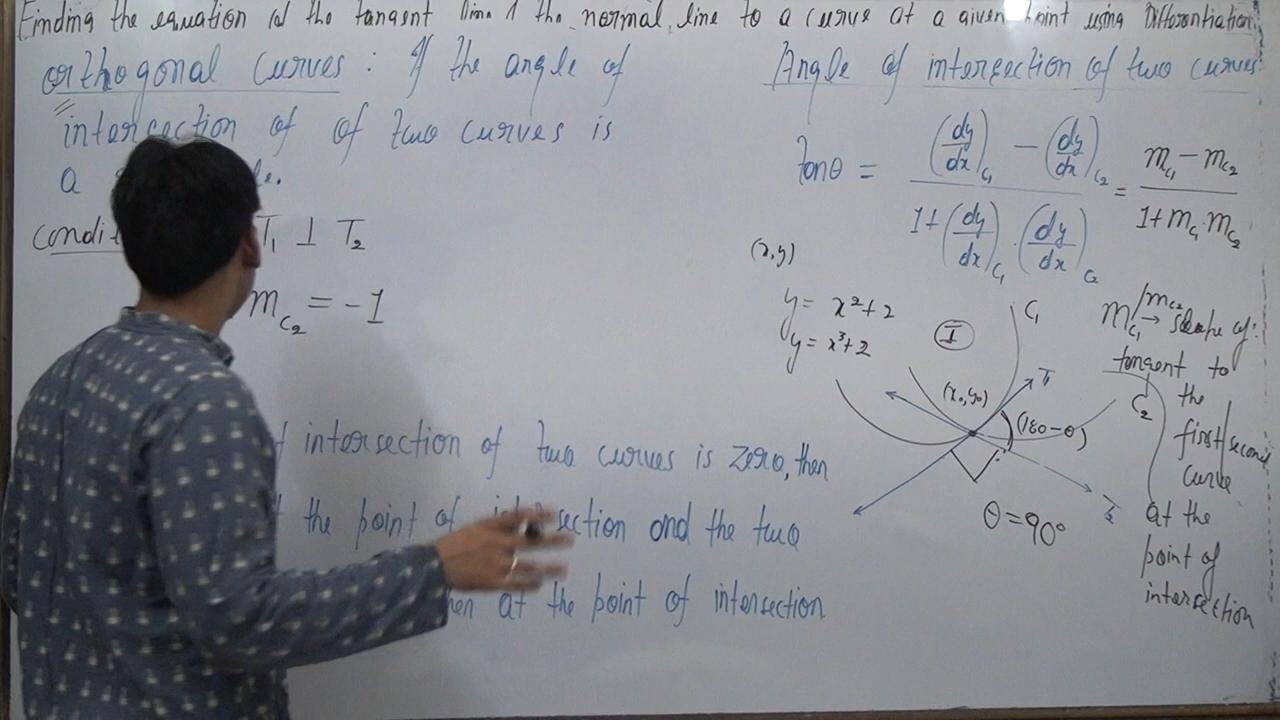 Finding the equation of the tangent line & the normal line to a curve at a given point using Differentiation
Orthogonal Curves : If the angle of
intersection of of two curves is
a
T₁ ⊥ T₂
m_c₂ = -1
intersection of two curves is zero, then
the point of intersection and the two
at the point of intersection
Angle of intersection of two curves:
tanθ = ((dy/dx)_c₁ - (dy/dx)_c₂) / (1+(dy/dx)_c₁ . (dy/dx)_c₂) = (m_c₁ - m_c₂) / (1+m_c₁ . m_c₂)
(x,y)
y = x²+2
y = x³+2
I
C₁
T₁
(x₀,y₀)
(180-θ)
C₂
T₂
θ=90°
m_c₁/m_c₂ → slope of
tangent to
the
first/second
curve
at the
point of
intersection